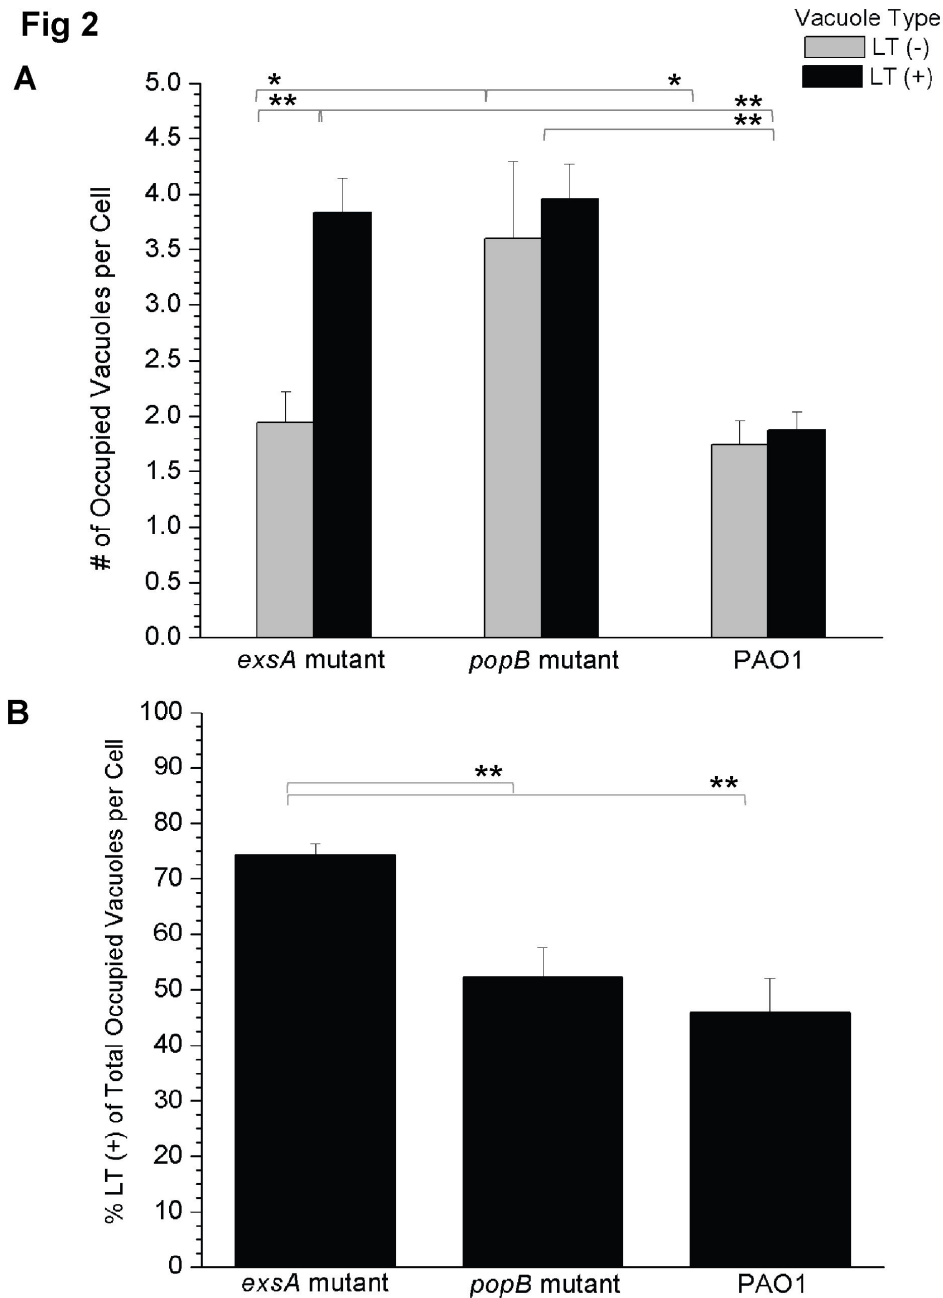 Fig 2
Vacuole Type
LT (-)
LT (+)
A
# of Occupied Vacuoles per Cell
5.0
4.5
4.0
3.5
3.0
2.5
2.0
1.5
1.0
0.5
0.0
* *
** **
**
exsA mutant popB mutant PAO1
B
% LT (+) of Total Occupied Vacuoles per Cell
100
90
80
70
60
50
40
30
20
10
0
** **
exsA mutant popB mutant PAO1